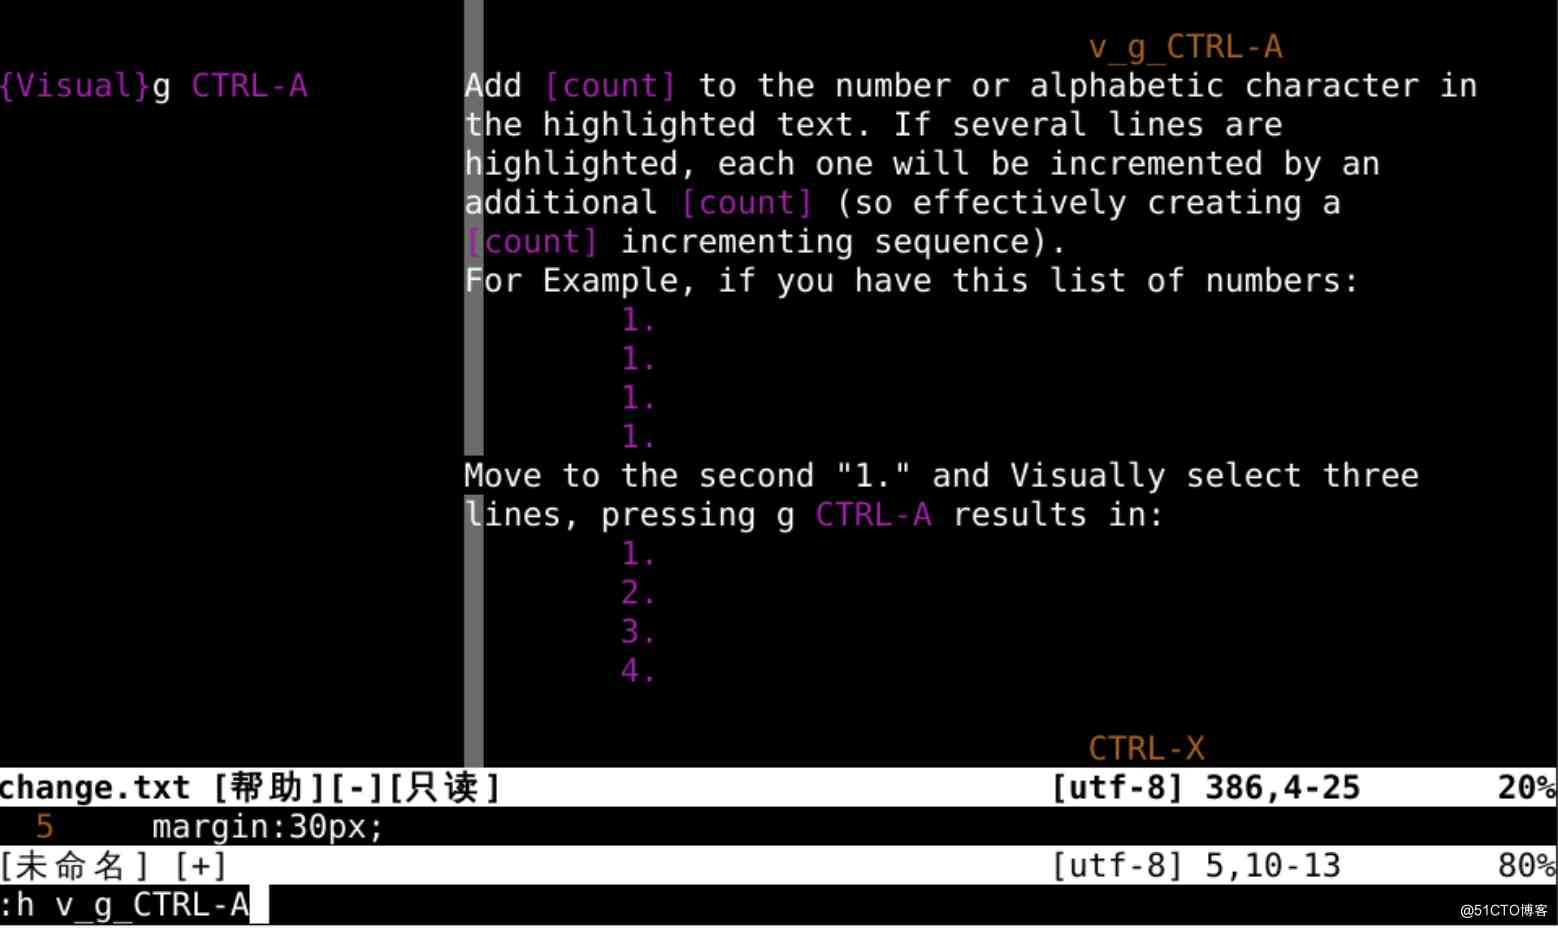 v_g_CTRL-A
{Visual}g CTRL-A Add [count] to the number or alphabetic character in
the highlighted text. If several lines are
highlighted, each one will be incremented by an
additional [count] (so effectively creating a
[count] incrementing sequence).
For Example, if you have this list of numbers:
1.
1.
1.
1.
Move to the second "1." and Visually select three
lines, pressing g CTRL-A results in:
1.
2.
3.
4.
CTRL-X
change.txt [帮助][-][只读] [utf-8] 386,4-25 20%
5 margin:30px;
[未命名] [+] [utf-8] 5,10-13 80%
:h v_g_CTRL-A
@51CTO博客